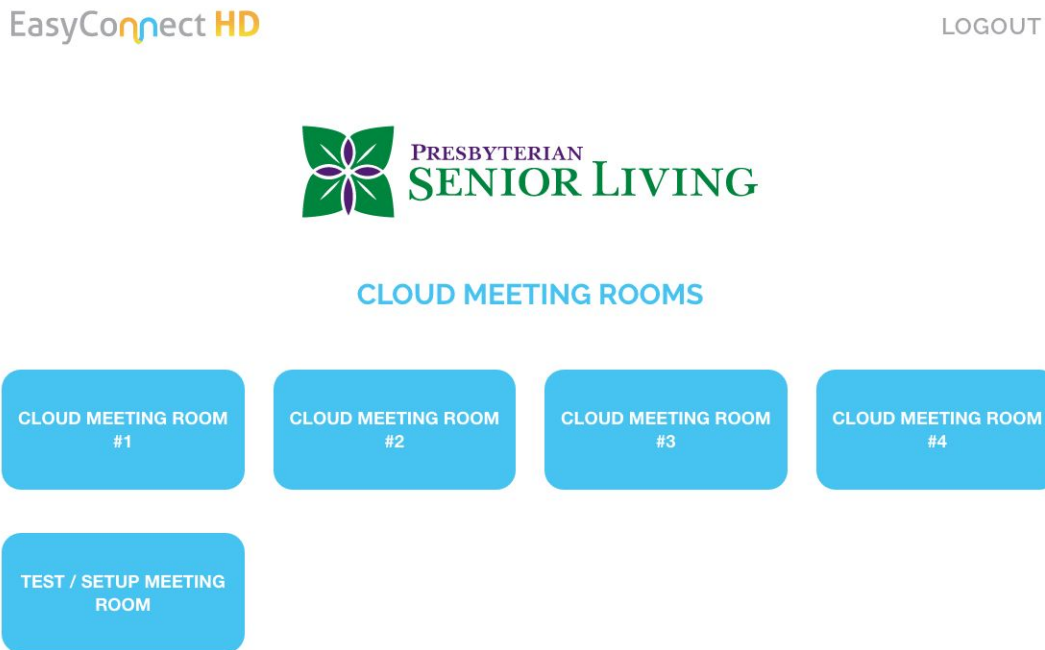 EasyConnect HD
LOGOUT
PRESBYTERIAN
SENIOR LIVING
CLOUD MEETING ROOMS
CLOUD MEETING ROOM
#1
CLOUD MEETING ROOM
#2
CLOUD MEETING ROOM
#3
CLOUD MEETING ROOM
#4
TEST / SETUP MEETING
ROOM